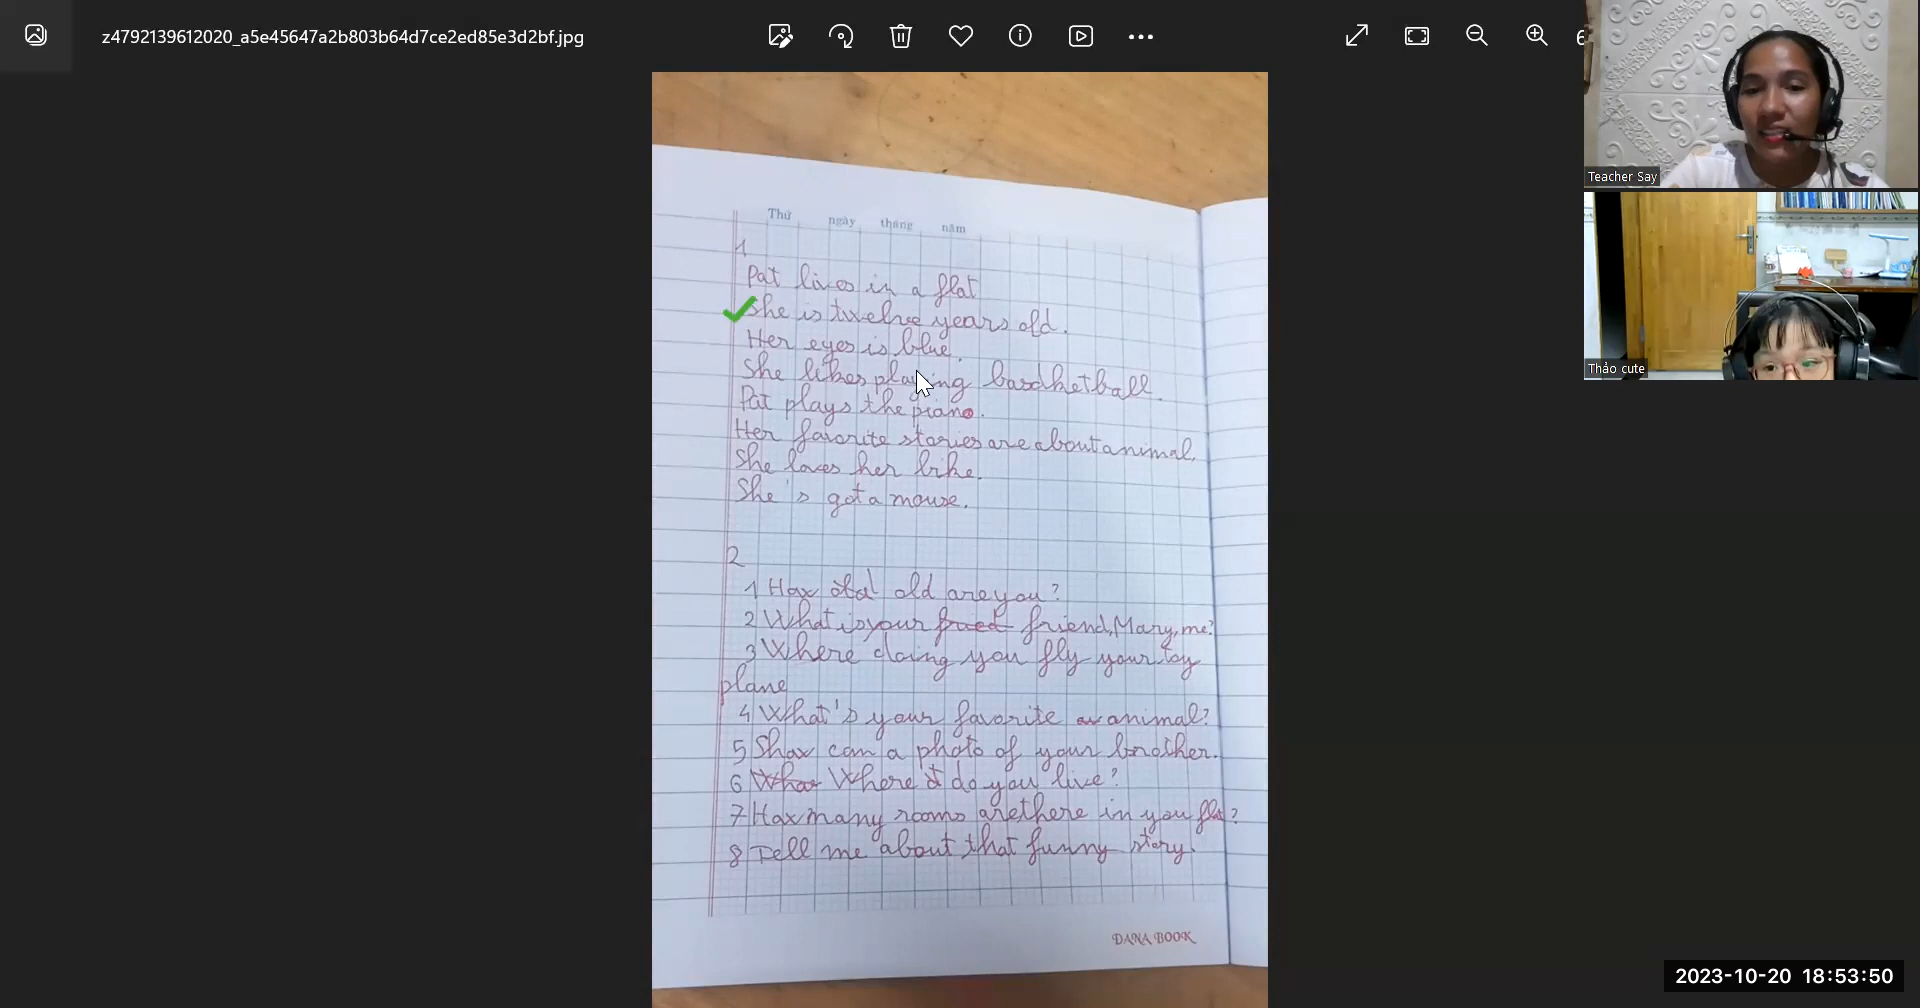 z4792139612020_a5e45647a2b803b64d7ce2ed85e3d2bf.jpg
Teacher Say
Thảo cute
Thứ ngày tháng năm
1
Pat lives in a flat
She is twelve years old.
Her eyes is blue.
She likes playing basdketball.
Pat plays the piano.
Her favorite stories are about animal.
She loves her bike.
She's got a mouse.
2
1 How old are you?
2 What is your friend, Mary, me?
3 Where doing you fly your toy
plane
4 What's your favorite animal?
5 Show can a photo of your brother.
6 Where do you live?
7 How many rooms are there in you flat?
8 Tell me about that funny story.
DANA BOOK
2023-10-20 18:53:50